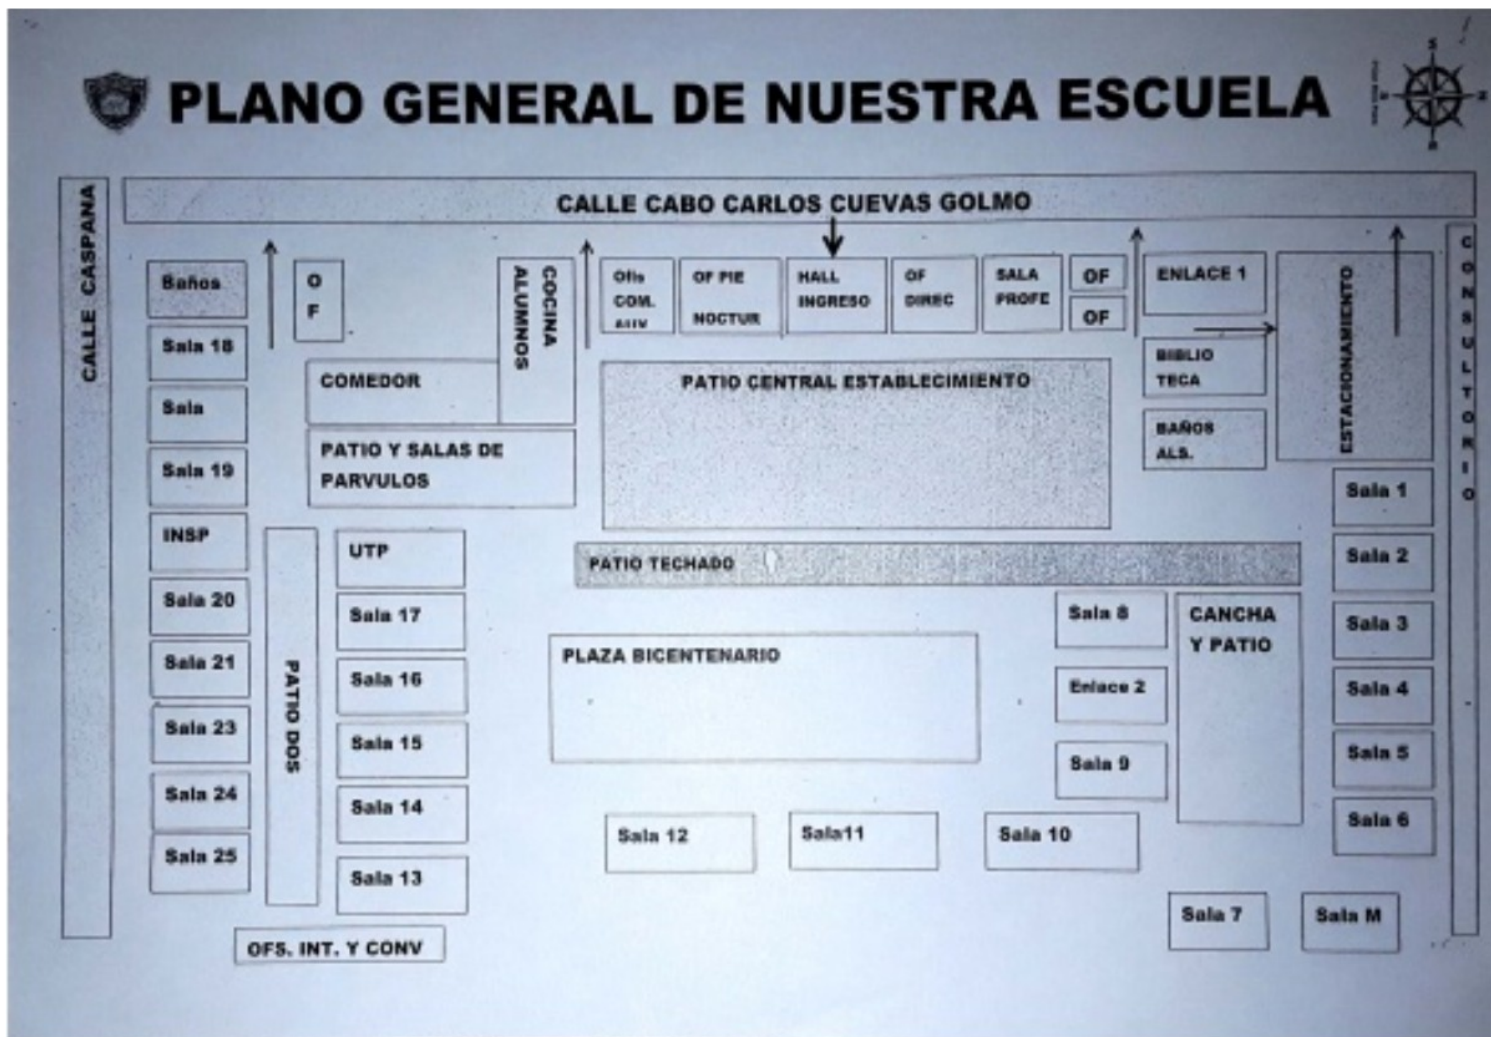 PLANO GENERAL DE NUESTRA ESCUELA
S
CALLE CASPANA
CALLE CABO CARLOS CUEVAS GOLMO
CONSULTORIO
Baños
O
F
COCINA
ALUMNOS
Ofis
COM.
OF PIE
NOCTUR
HALL
INGRESO
OF
DIREC
SALA
PROFE
OF
OF
ENLACE 1
ESTACIONAMIENTO
Sala 18
BIBLIO
TECA
COMEDOR
PATIO CENTRAL ESTABLECIMIENTO
Sala
BAÑOS
ALS.
PATIO Y SALAS DE
PARVULOS
Sala 19
Sala 1
INSP
UTP
PATIO TECHADO
Sala 2
Sala 20
Sala 17
Sala 8
CANCHA
Y PATIO
Sala 3
Sala 21
PATIO DOS
Sala 16
PLAZA BICENTENARIO
Enlace 2
Sala 4
Sala 23
Sala 15
Sala 9
Sala 5
Sala 24
Sala 14
Sala 12
Sala11
Sala 10
Sala 6
Sala 25
Sala 13
Sala 7
Sala M
OFS. INT. Y CONV